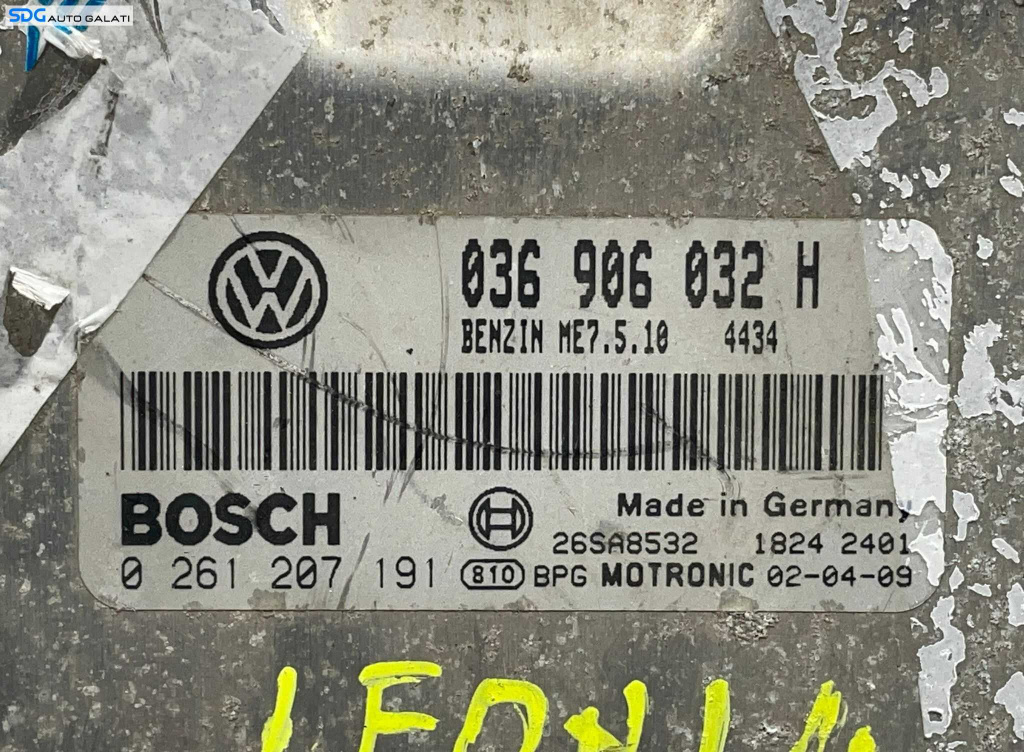 SDG AUTO GALATI
036 906 032 H
BENZIN ME7.5.10 4434
BOSCH
Made in Germany
26SA8532 1824 2401
0 261 207 191 810 BPG MOTRONIC 02-04-09